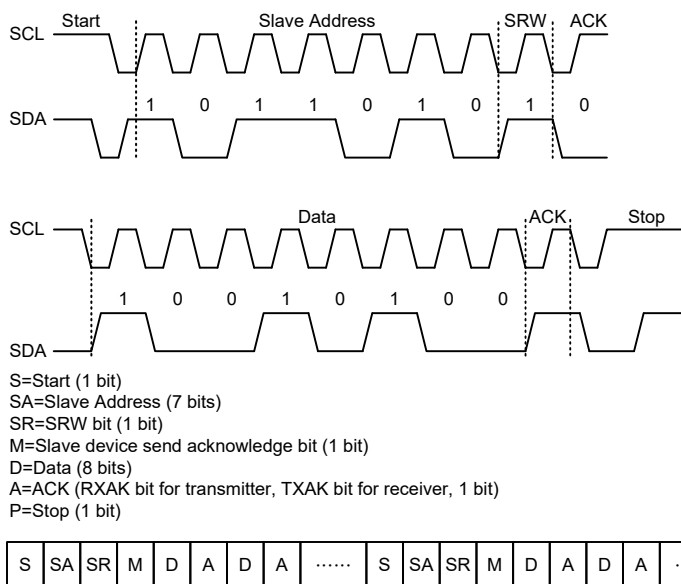 Start Slave Address SRW ACK
SCL
1 0 1 1 0 1 0 1 0
SDA
Data ACK Stop
SCL
1 0 0 1 0 1 0 0
SDA
S=Start (1 bit)
SA=Slave Address (7 bits)
SR=SRW bit (1 bit)
M=Slave device send acknowledge bit (1 bit)
D=Data (8 bits)
A=ACK (RXAK bit for transmitter, TXAK bit for receiver, 1 bit)
P=Stop (1 bit)
S SA SR M D A D A ...... S SA SR M D A D A ..